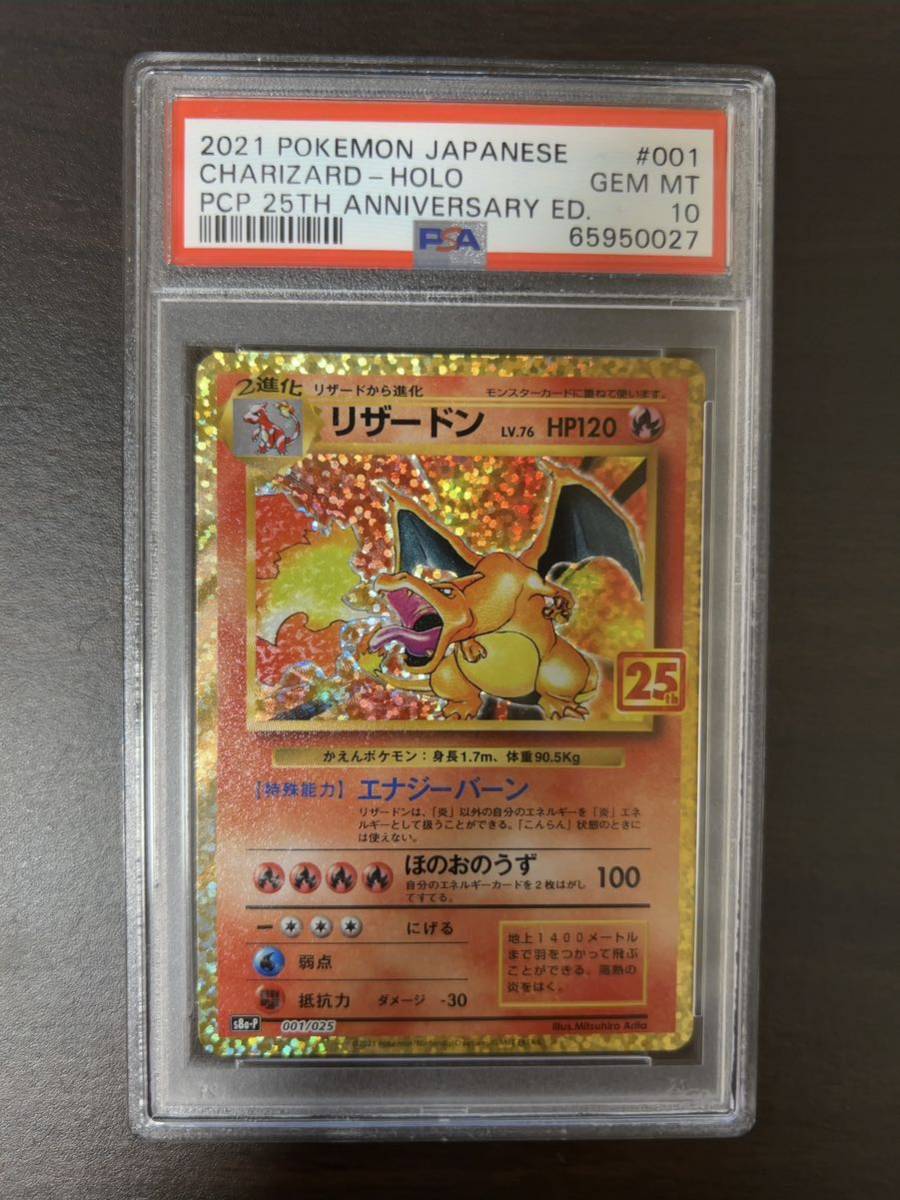 2021 POKEMON JAPANESE #001
CHARIZARD-HOLO GEM MT
PCP 25TH ANNIVERSARY ED. 10
PSA 65950027
2進化 リザードから進化 モンスターカードに重ねて使います。
リザードン LV.76 HP120
25th
かえんポケモン：身長1.7m、体重90.5Kg
【特殊能力】エナジーバーン
リザードンは、「炎」以外の自分のエネルギーを「炎」エネ
ルギーとして扱うことができる。「こんらん」状態のときに
は使えない。
ほのおのうず 100
自分のエネルギーカードを２枚はがし
てすてる。
にげる
弱点
抵抗力 ダメージ -30
地上１４００メートル
まで羽をつかって飛ぶ
ことができる。高熱の
炎をはく。
s8a-P 001/025 Illus.Mitsuhiro Arita
©2021 Pokémon/Nintendo/Creatures/GAME FREAK